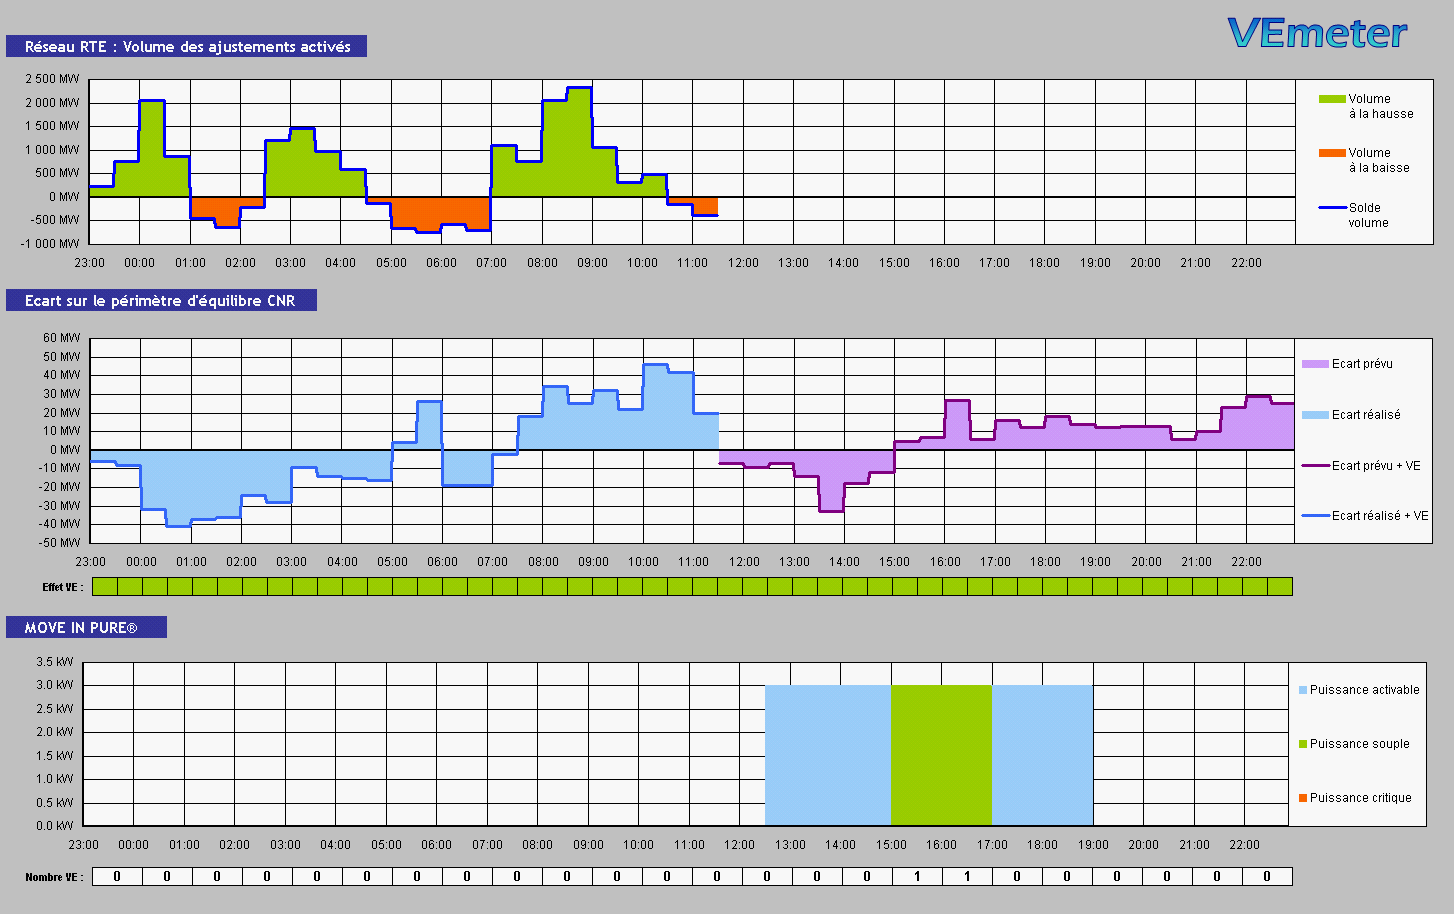 VEmeter
Réseau RTE : Volume des ajustements activés
2 500 MW
2 000 MW
1 500 MW
1 000 MW
500 MW
0 MW
-500 MW
-1 000 MW
23:00 00:00 01:00 02:00 03:00 04:00 05:00 06:00 07:00 08:00 09:00 10:00 11:00 12:00 13:00 14:00 15:00 16:00 17:00 18:00 19:00 20:00 21:00 22:00
Volume
à la hausse
Volume
à la baisse
Solde
volume
Ecart sur le périmètre d'équilibre CNR
60 MW
50 MW
40 MW
30 MW
20 MW
10 MW
0 MW
-10 MW
-20 MW
-30 MW
-40 MW
-50 MW
23:00 00:00 01:00 02:00 03:00 04:00 05:00 06:00 07:00 08:00 09:00 10:00 11:00 12:00 13:00 14:00 15:00 16:00 17:00 18:00 19:00 20:00 21:00 22:00
Ecart prévu
Ecart réalisé
Ecart prévu + VE
Ecart réalisé + VE
Effet VE :
MOVE IN PURE®
3.5 kW
3.0 kW
2.5 kW
2.0 kW
1.5 kW
1.0 kW
0.5 kW
0.0 kW
23:00 00:00 01:00 02:00 03:00 04:00 05:00 06:00 07:00 08:00 09:00 10:00 11:00 12:00 13:00 14:00 15:00 16:00 17:00 18:00 19:00 20:00 21:00 22:00
Puissance activable
Puissance souple
Puissance critique
Nombre VE : 0 0 0 0 0 0 0 0 0 0 0 0 0 0 0 0 1 1 0 0 0 0 0 0